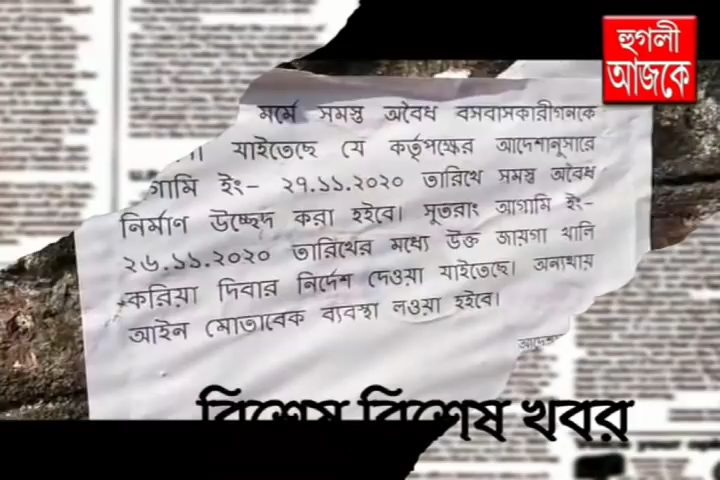 হুগলী
আজকে
মর্মে সমস্ত অবৈধ বসবাসকারীগনকে
যাইতেছে যে কর্তৃপক্ষের আদেশানুসারে
গামি ইং- ২৭.১১.২০২০ তারিখে সমস্ত অবৈধ
নির্মাণ উচ্ছেদ করা হইবে। সুতরাং আগামি ইং-
২৬.১১.২০২০ তারিখের মধ্যে উক্ত জায়গা খালি
করিয়া দিবার নির্দেশ দেওয়া যাইতেছে। অন্যথায়
আইন মোতাবেক ব্যবস্থা লওয়া হইবে।
বিশেষ বিশেষ খবর